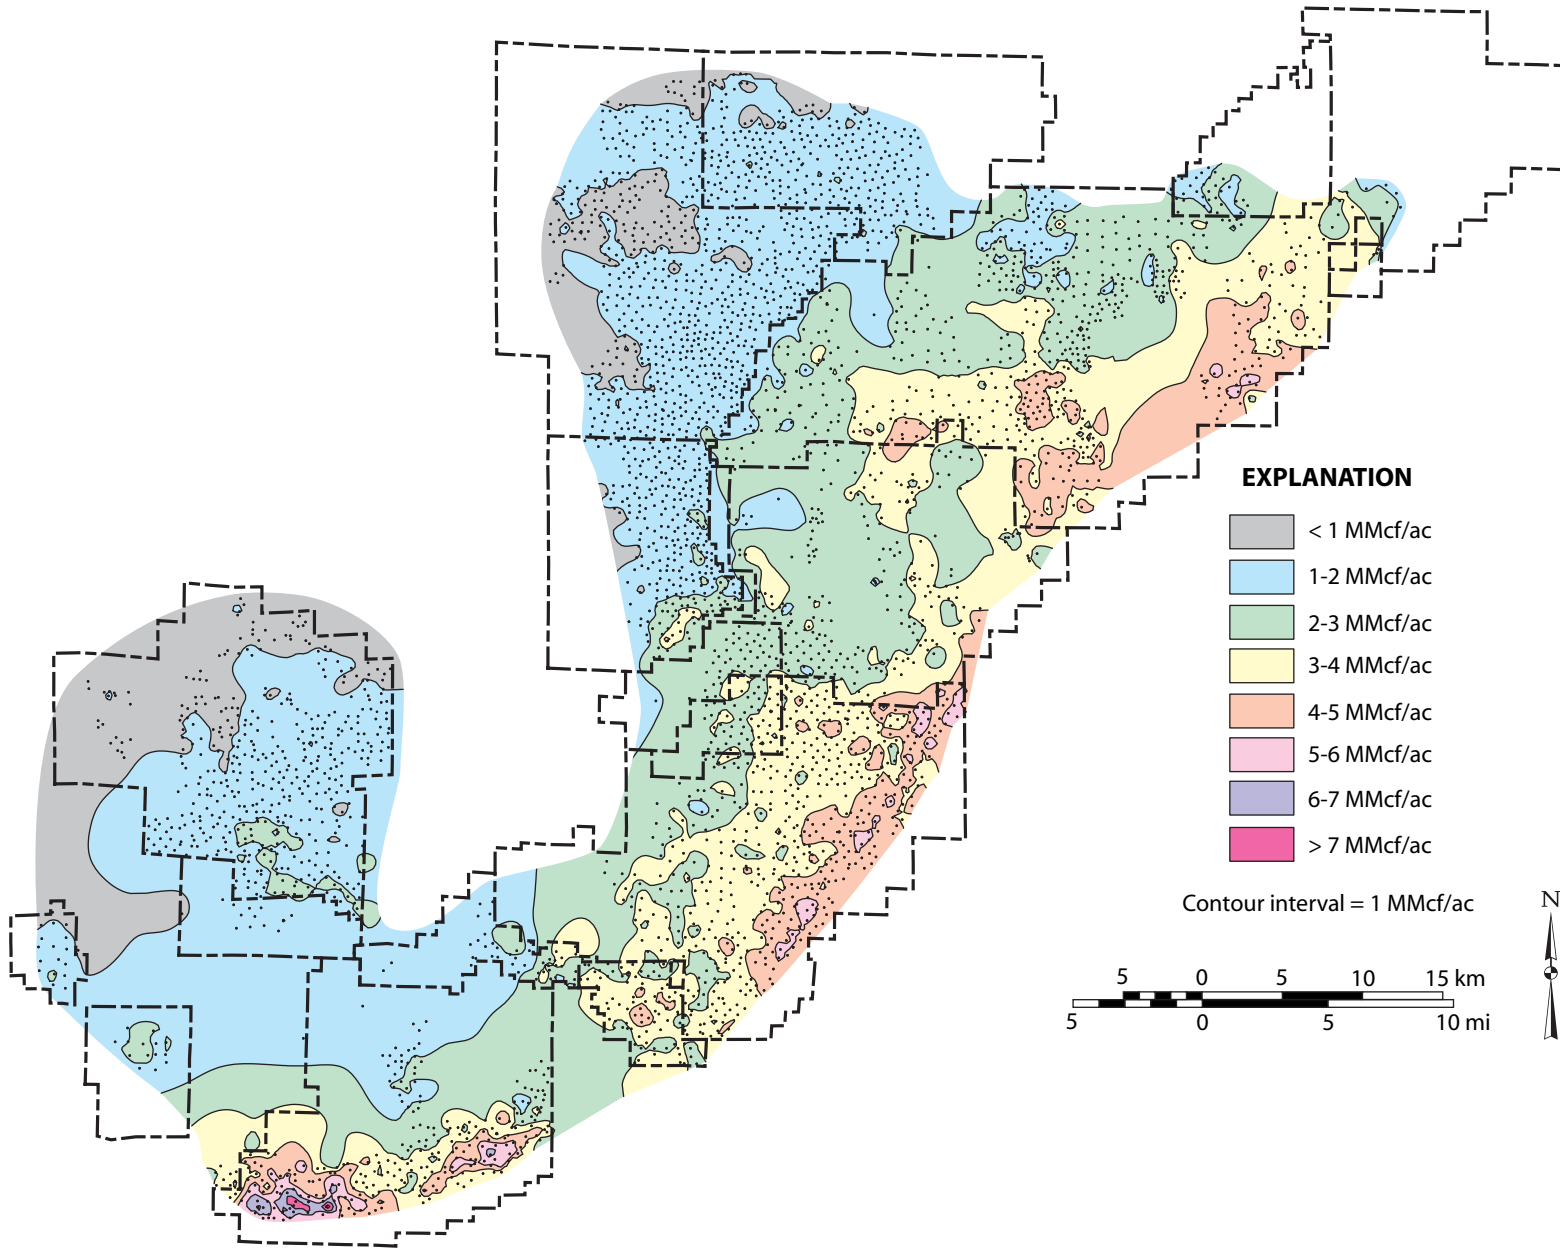 EXPLANATION
< 1 MMcf/ac
1-2 MMcf/ac
2-3 MMcf/ac
3-4 MMcf/ac
4-5 MMcf/ac
5-6 MMcf/ac
6-7 MMcf/ac
> 7 MMcf/ac
Contour interval = 1 MMcf/ac
N
5 0 5 10 15 km
5 0 5 10 mi